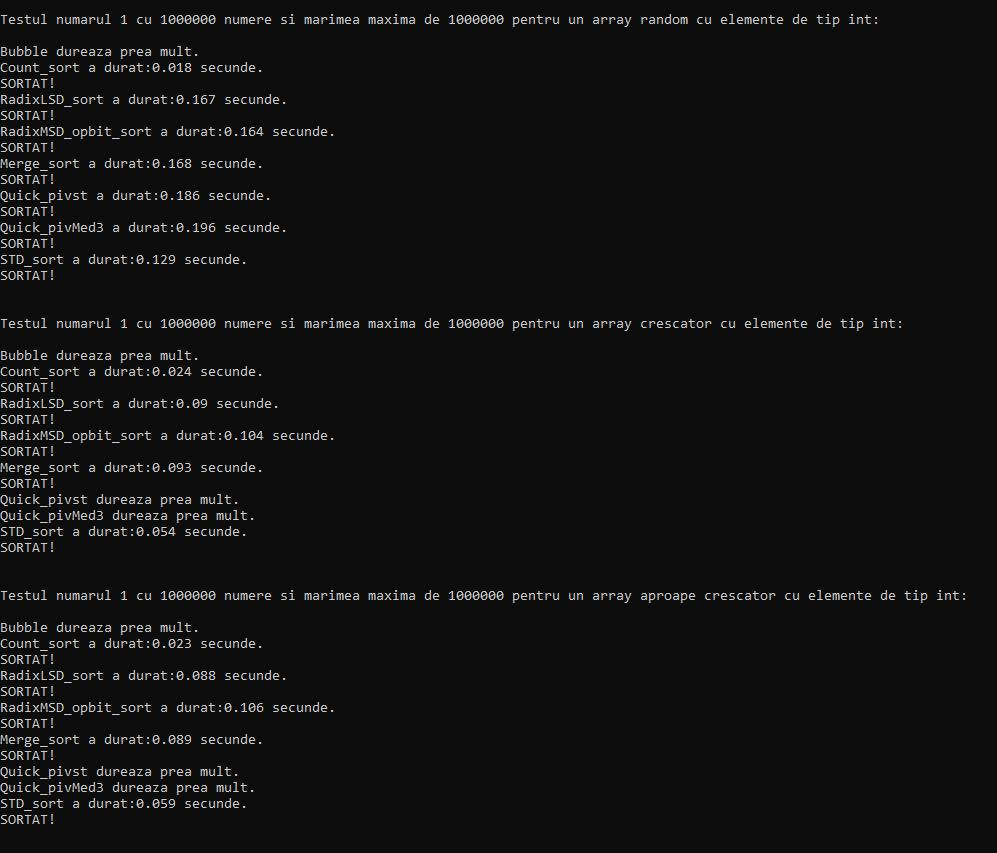 Testul numarul 1 cu 1000000 numere si marimea maxima de 1000000 pentru un array random cu elemente de tip int:
Bubble dureaza prea mult.
Count_sort a durat:0.018 secunde.
SORTAT!
RadixLSD_sort a durat:0.167 secunde.
SORTAT!
RadixMSD_opbit_sort a durat:0.164 secunde.
SORTAT!
Merge_sort a durat:0.168 secunde.
SORTAT!
Quick_pivst a durat:0.186 secunde.
SORTAT!
Quick_pivMed3 a durat:0.196 secunde.
SORTAT!
STD_sort a durat:0.129 secunde.
SORTAT!
Testul numarul 1 cu 1000000 numere si marimea maxima de 1000000 pentru un array crescator cu elemente de tip int:
Bubble dureaza prea mult.
Count_sort a durat:0.024 secunde.
SORTAT!
RadixLSD_sort a durat:0.09 secunde.
SORTAT!
RadixMSD_opbit_sort a durat:0.104 secunde.
SORTAT!
Merge_sort a durat:0.093 secunde.
SORTAT!
Quick_pivst dureaza prea mult.
Quick_pivMed3 dureaza prea mult.
STD_sort a durat:0.054 secunde.
SORTAT!
Testul numarul 1 cu 1000000 numere si marimea maxima de 1000000 pentru un array aproape crescator cu elemente de tip int:
Bubble dureaza prea mult.
Count_sort a durat:0.023 secunde.
SORTAT!
RadixLSD_sort a durat:0.088 secunde.
SORTAT!
RadixMSD_opbit_sort a durat:0.106 secunde.
SORTAT!
Merge_sort a durat:0.089 secunde.
SORTAT!
Quick_pivst dureaza prea mult.
Quick_pivMed3 dureaza prea mult.
STD_sort a durat:0.059 secunde.
SORTAT!